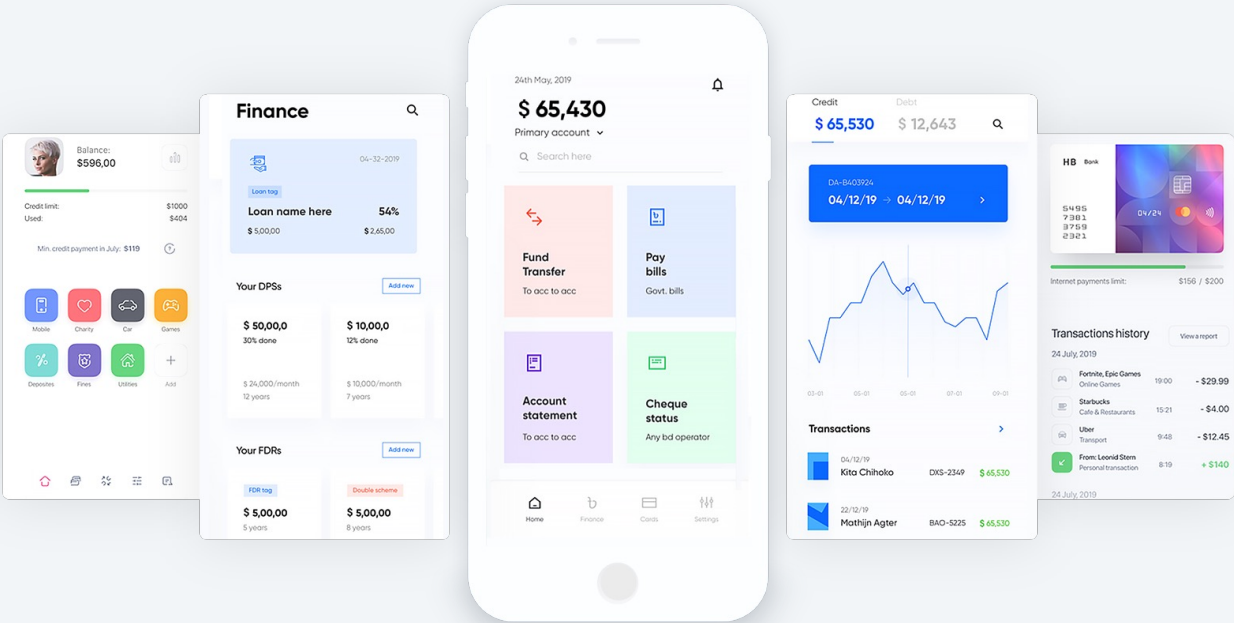 Balance:
$596,00
Credit limit: $1000
Used: $404
Min. credit payment in July: $119
Mobile Charity Car Games
Deposites Fines Utilities Add
Finance
04-32-2019
Loan tag
Loan name here 54%
$ 5,00,00 $ 2,65,00
Your DPSs Add new
$ 50,00,0 $ 10,00,0
30% done 12% done
$ 24,000/month $ 10,000/month
12 years 7 years
Your FDRs Add new
FDR tag Double scheme
$ 5,00,00 $ 5,00,00
5 years 8 years
24th May, 2019
$ 65,430
Primary account
Search here
Fund
Transfer
To acc to acc
Pay
bills
Govt. bills
Account
statement
To acc to acc
Cheque
status
Any bd operator
Home Finance Cards Settings
Credit Debt
$ 65,530 $ 12,643
DA-B403924
04/12/19 → 04/12/19
03-01 05-01 05-01 07-01 09-01
Transactions
04/12/19
Kita Chihoko DXS-2349 $ 65,530
22/12/19
Mathijn Agter BAO-5225 $ 65,530
HB Bank
5495
7381
3759
2321
04/24
Internet payments limit: $156 / $200
Transactions history View a report
24 July, 2019
Fortnite, Epic Games
Online Games 19:00 - $29.99
Starbucks
Cafe & Restaurants 15:21 - $4.00
Uber
Transport 9:48 - $12.45
From: Leonid Stern
Personal transaction 8:19 + $140
24 July, 2019